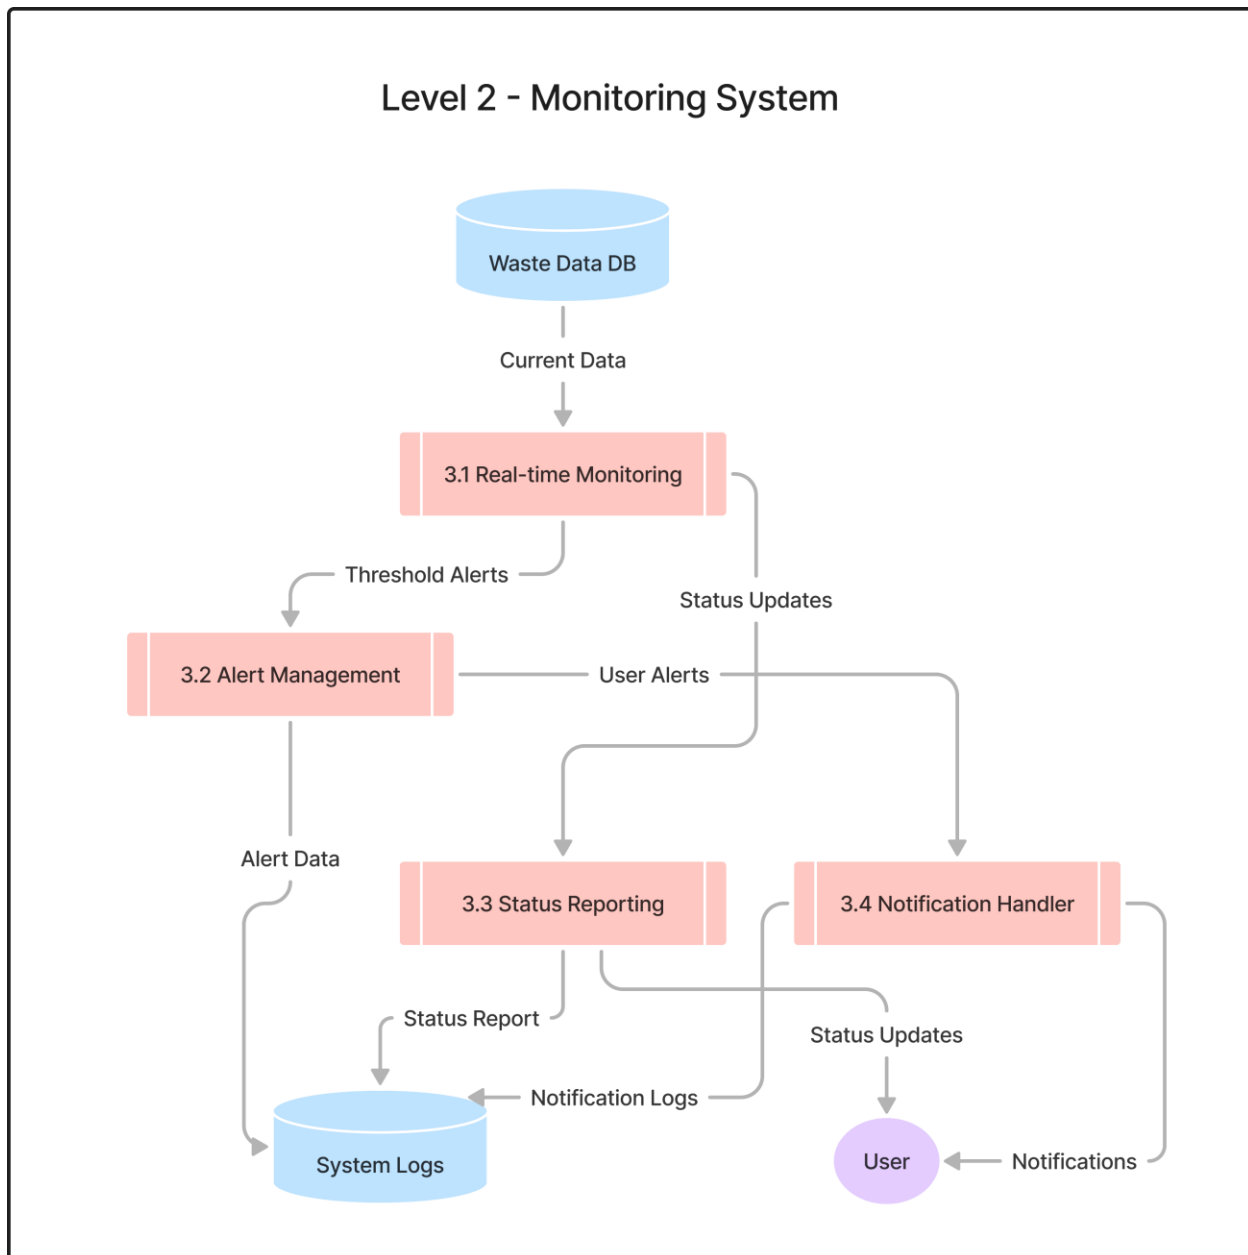 Level 2 - Monitoring System
Waste Data DB
Current Data
3.1 Real-time Monitoring
Threshold Alerts
Status Updates
3.2 Alert Management
User Alerts
Alert Data
3.3 Status Reporting
3.4 Notification Handler
Status Report
Status Updates
Notification Logs
System Logs
User
Notifications